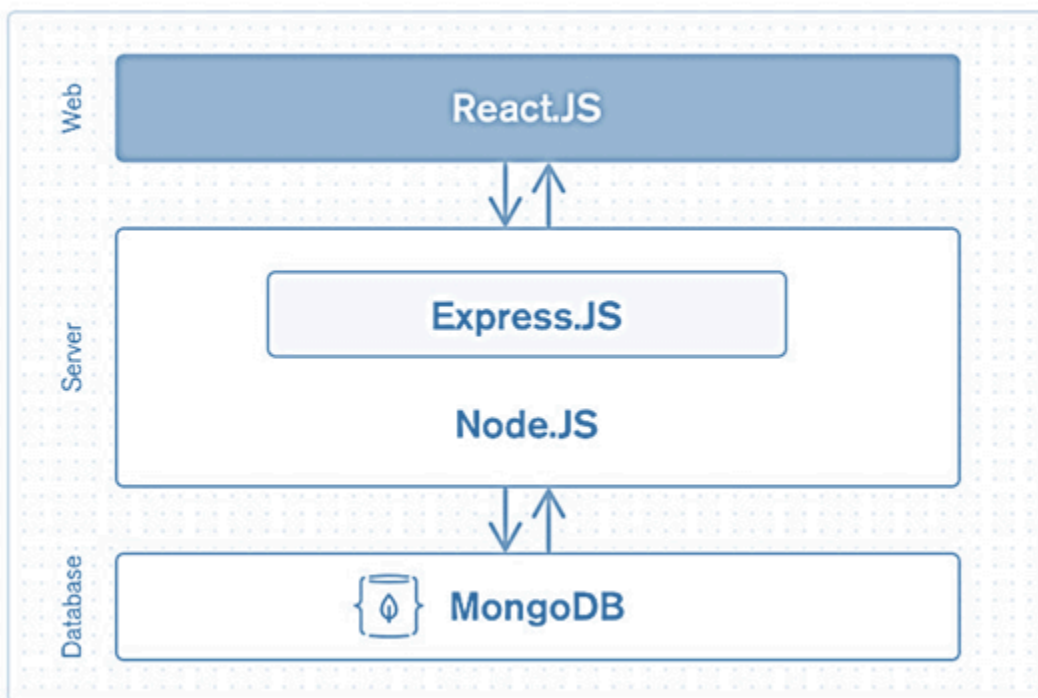 Web
React.JS
Server
Express.JS
Node.JS
Database
MongoDB